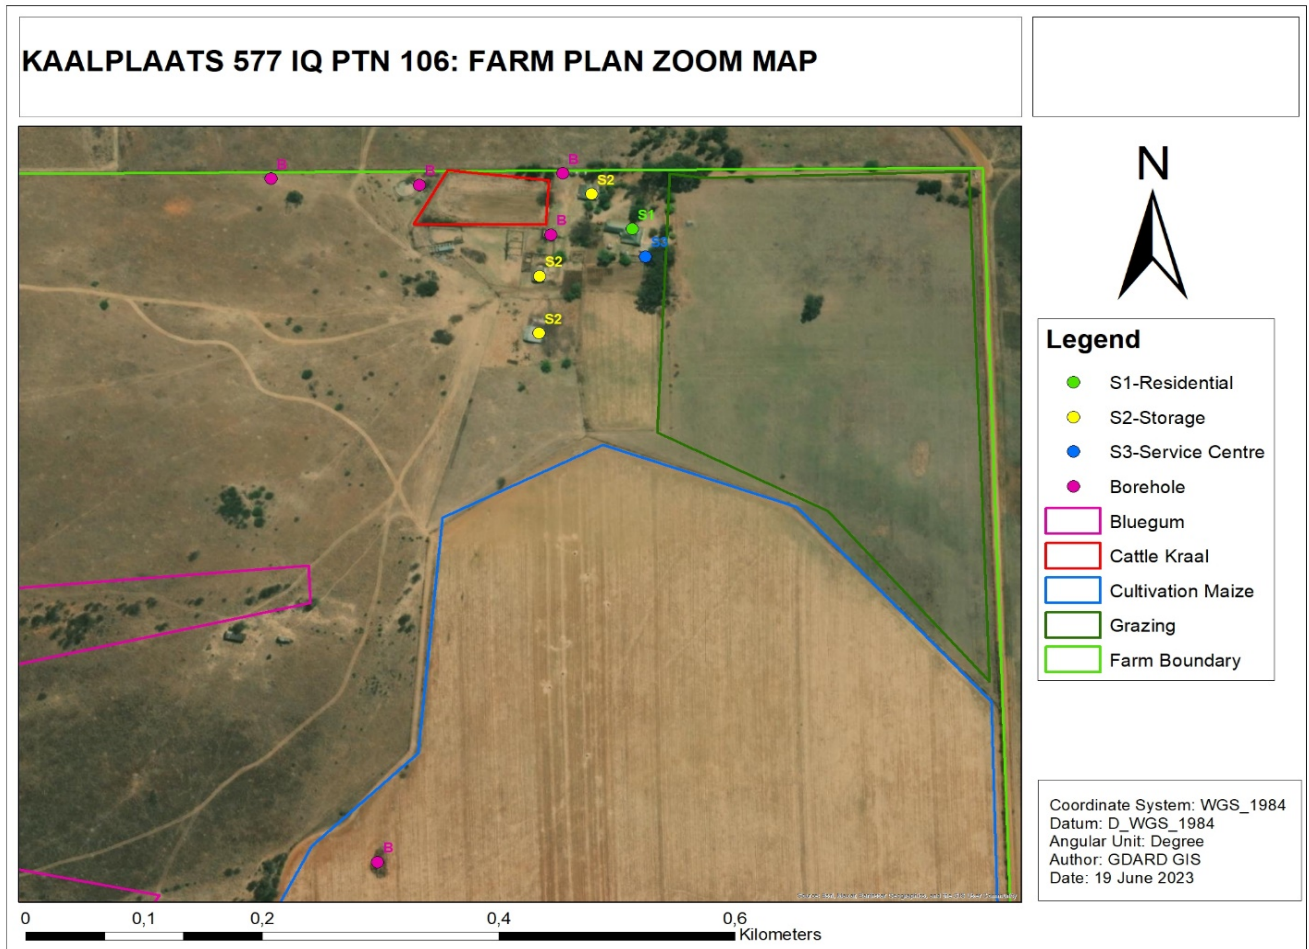 KAALPLAATS 577 IQ PTN 106: FARM PLAN ZOOM MAP
B
B
B
S2
S1
B
S3
S2
S2
B
N
Legend
S1-Residential
S2-Storage
S3-Service Centre
Borehole
Bluegum
Cattle Kraal
Cultivation Maize
Grazing
Farm Boundary
Coordinate System: WGS_1984
Datum: D_WGS_1984
Angular Unit: Degree
Author: GDARD GIS
Date: 19 June 2023
0 0,1 0,2 0,4 0,6
Kilometers